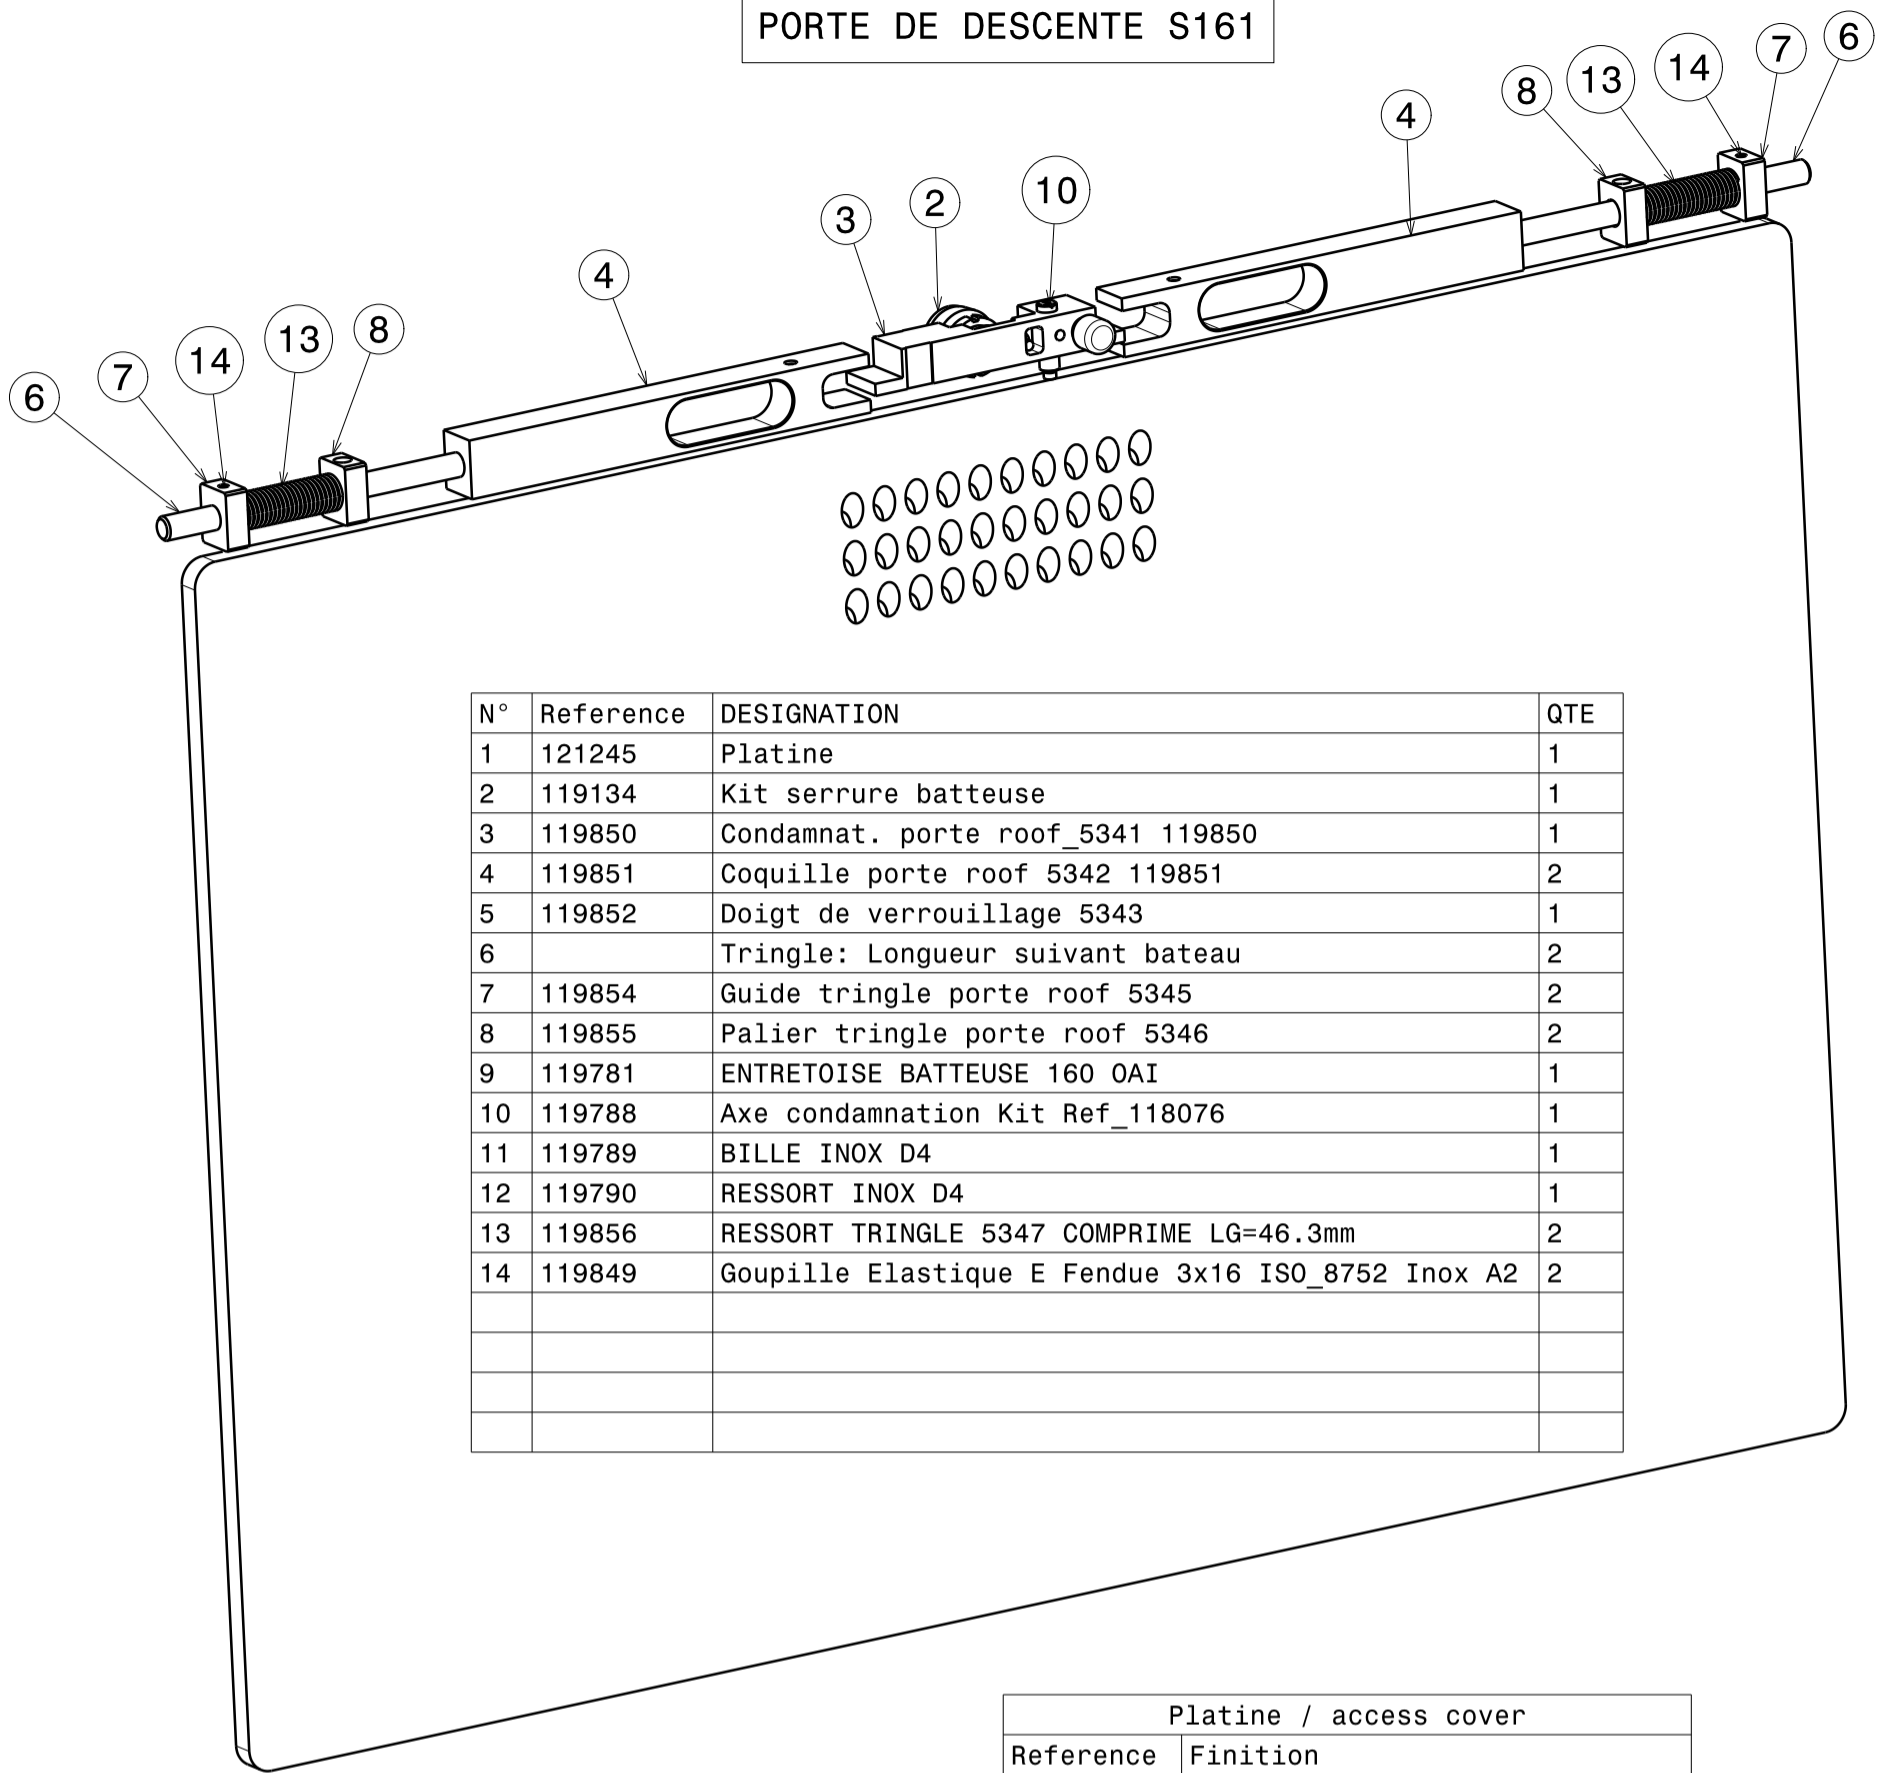 PORTE DE DESCENTE S161
6
7
14
13
8
4
8
13
14
7
6
10
2
3
4
4
N° Reference DESIGNATION QTE
1 121245 Platine 1
2 119134 Kit serrure batteuse 1
3 119850 Condamnat. porte roof_5341 119850 1
4 119851 Coquille porte roof 5342 119851 2
5 119852 Doigt de verrouillage 5343 1
6 Tringle: Longueur suivant bateau 2
7 119854 Guide tringle porte roof 5345 2
8 119855 Palier tringle porte roof 5346 2
9 119781 ENTRETOISE BATTEUSE 160 OAI 1
10 119788 Axe condamnation Kit Ref_118076 1
11 119789 BILLE INOX D4 1
12 119790 RESSORT INOX D4 1
13 119856 RESSORT TRINGLE 5347 COMPRIME LG=46.3mm 2
14 119849 Goupille Elastique E Fendue 3x16 ISO_8752 Inox A2 2
Platine / access cover
Reference Finition